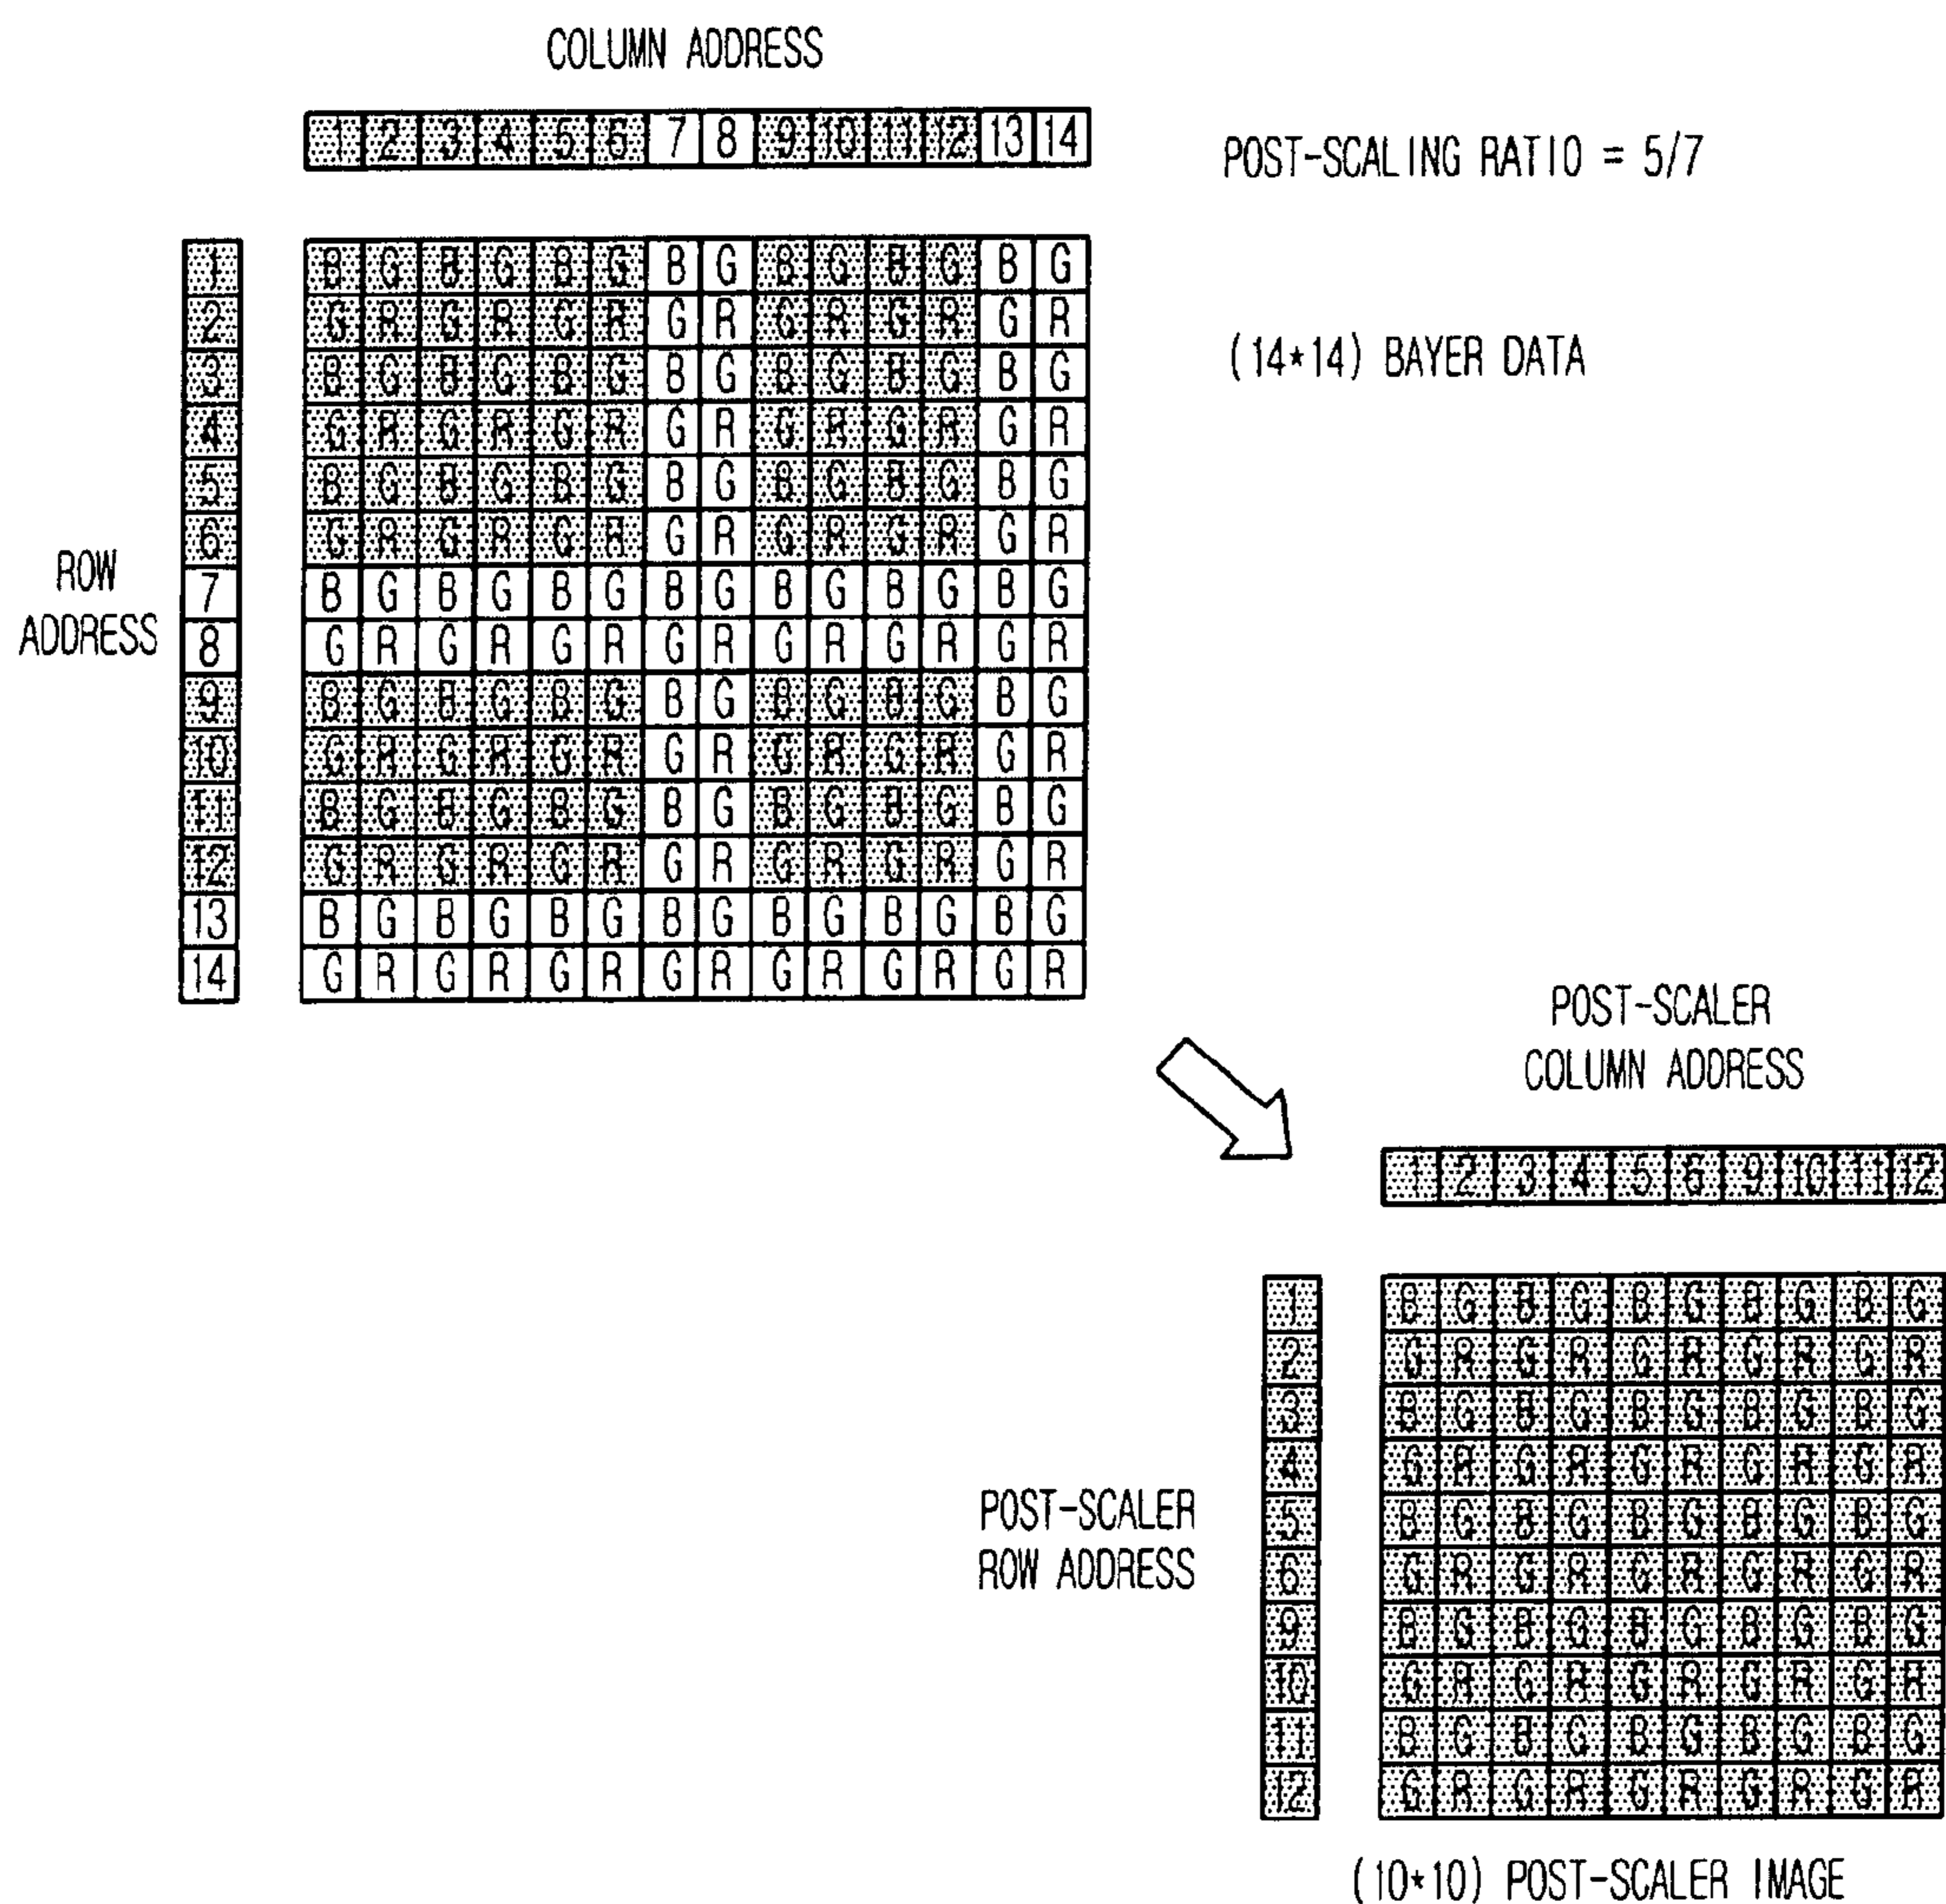 COLUMN ADDRESS
1 2 3 4 5 6 7 8 9 10 11 12 13 14
POST-SCALING RATIO = 5/7
(14*14) BAYER DATA
ROW
ADDRESS
1 B G B G B G B G B G B G B G
2 G R G R G R G R G R G R G R
3 B G B G B G B G B G B G B G
4 G R G R G R G R G R G R G R
5 B G B G B G B G B G B G B G
6 G R G R G R G R G R G R G R
7 B G B G B G B G B G B G B G
8 G R G R G R G R G R G R G R
9 B G B G B G B G B G B G B G
10 G R G R G R G R G R G R G R
11 B G B G B G B G B G B G B G
12 G R G R G R G R G R G R G R
13 B G B G B G B G B G B G B G
14 G R G R G R G R G R G R G R
POST-SCALER
COLUMN ADDRESS
1 2 3 4 5 6 9 10 11 12
POST-SCALER
ROW ADDRESS
1 B G B G B G B G B G
2 G R G R G R G R G R
3 B G B G B G B G B G
4 G R G R G R G R G R
5 B G B G B G B G B G
6 G R G R G R G R G R
9 B G B G B G B G B G
10 G R G R G R G R G R
11 B G B G B G B G B G
12 G R G R G R G R G R
(10*10) POST-SCALER IMAGE